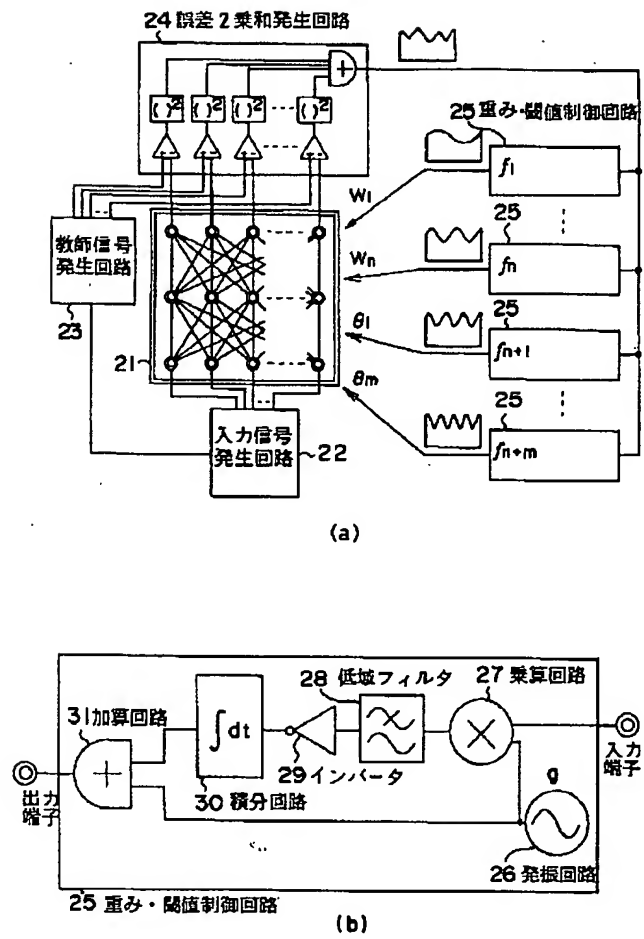 24 誤差2乗和発生回路
( )² ( )² ( )² ( )²
+
25 重み・閾値制御回路
f1
W1
25
fn
Wn
教師信号
発生回路
23
25
fn+1
θ1
21
25
fn+m
θm
入力信号
発生回路
22
(a)
28 低域フィルタ
27 乗算回路
31 加算回路
∫dt
29 インバータ
30 積分回路
+
×
入力
端子
出力
端子
g
26 発振回路
25 重み・閾値制御回路
(b)